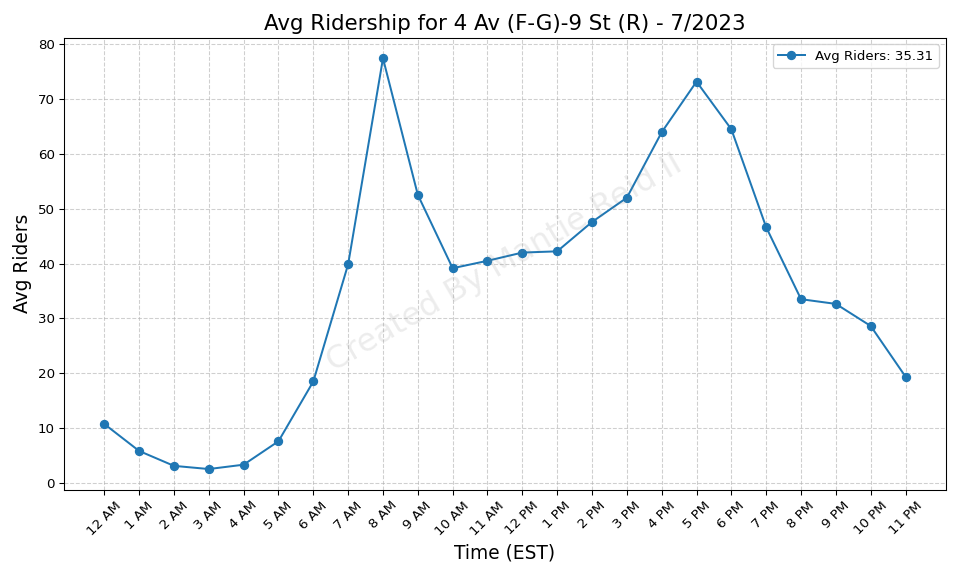 Avg Ridership for 4 Av (F-G)-9 St (R) - 7/2023
Avg Riders: 35.31
Avg Riders
80
70
60
50
40
30
20
10
0
Created By Mantie Reid II
12 AM
1 AM
2 AM
3 AM
4 AM
5 AM
6 AM
7 AM
8 AM
9 AM
10 AM
11 AM
12 PM
1 PM
2 PM
3 PM
4 PM
5 PM
6 PM
7 PM
8 PM
9 PM
10 PM
11 PM
Time (EST)